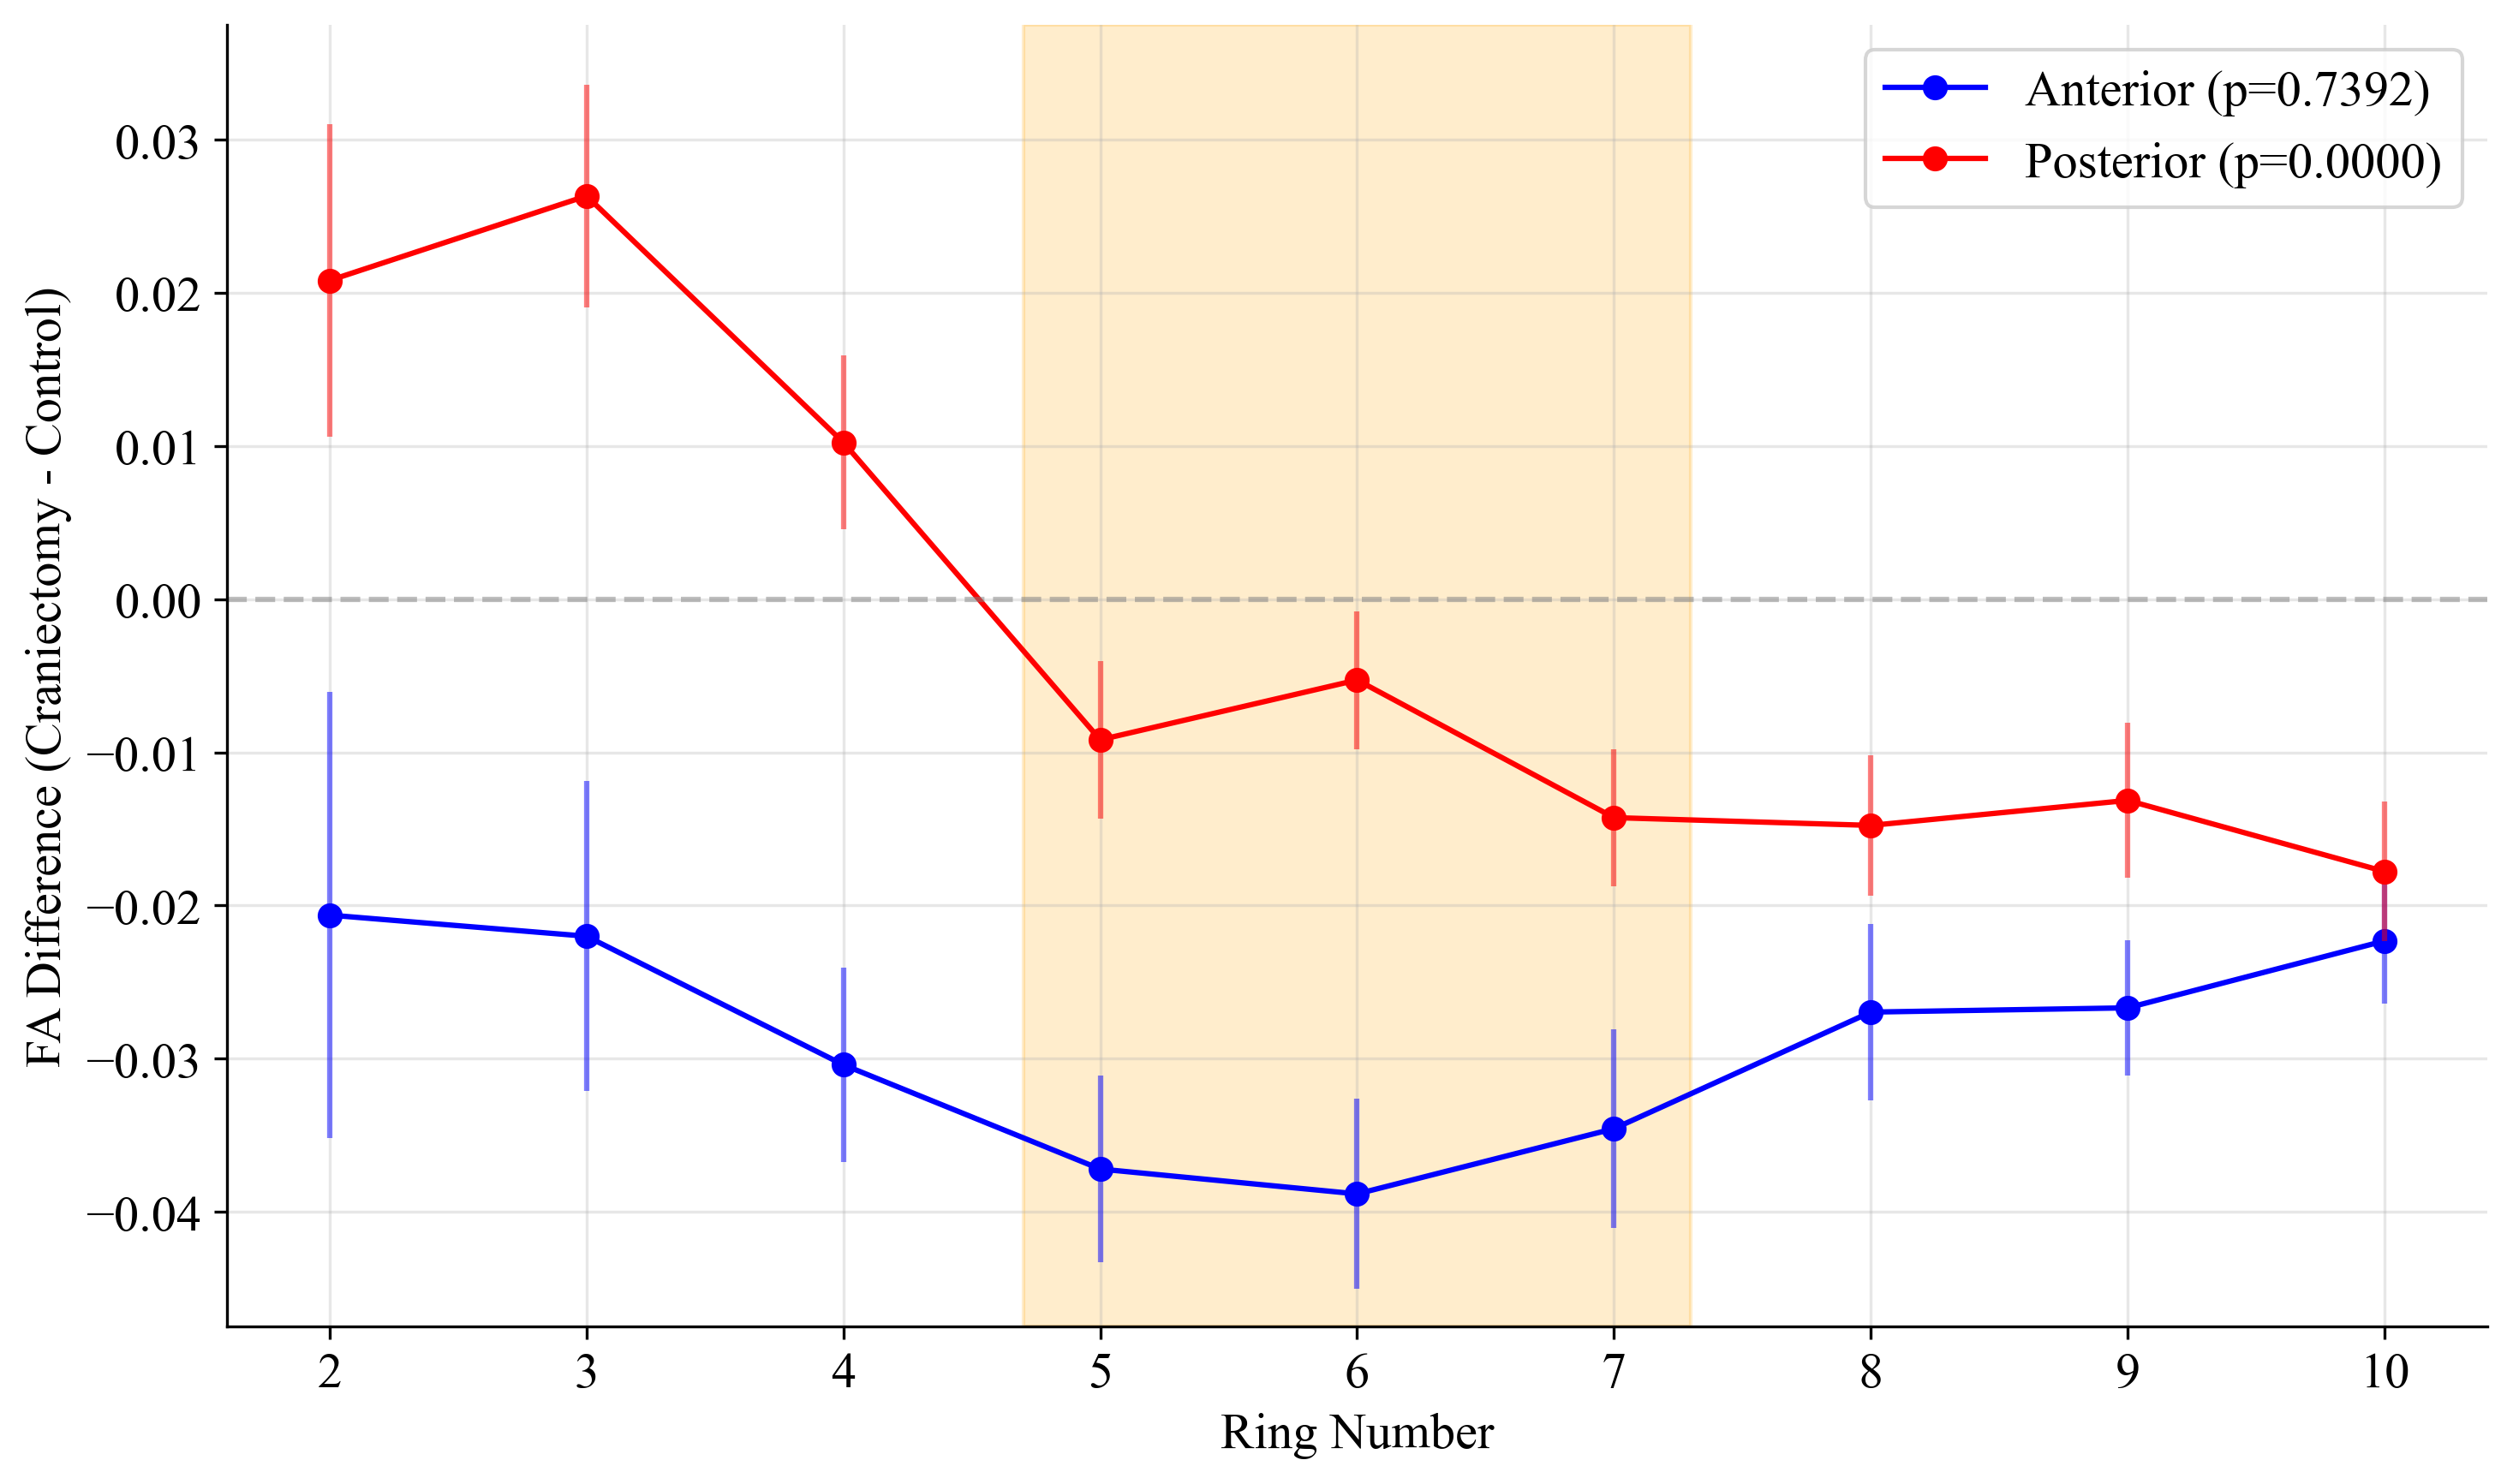 Anterior (p=0.7392)
Posterior (p=0.0000)
FA Difference (Craniectomy - Control)
0.03
0.02
0.01
0.00
−0.01
−0.02
−0.03
−0.04
2 3 4 5 6 7 8 9 10
Ring Number